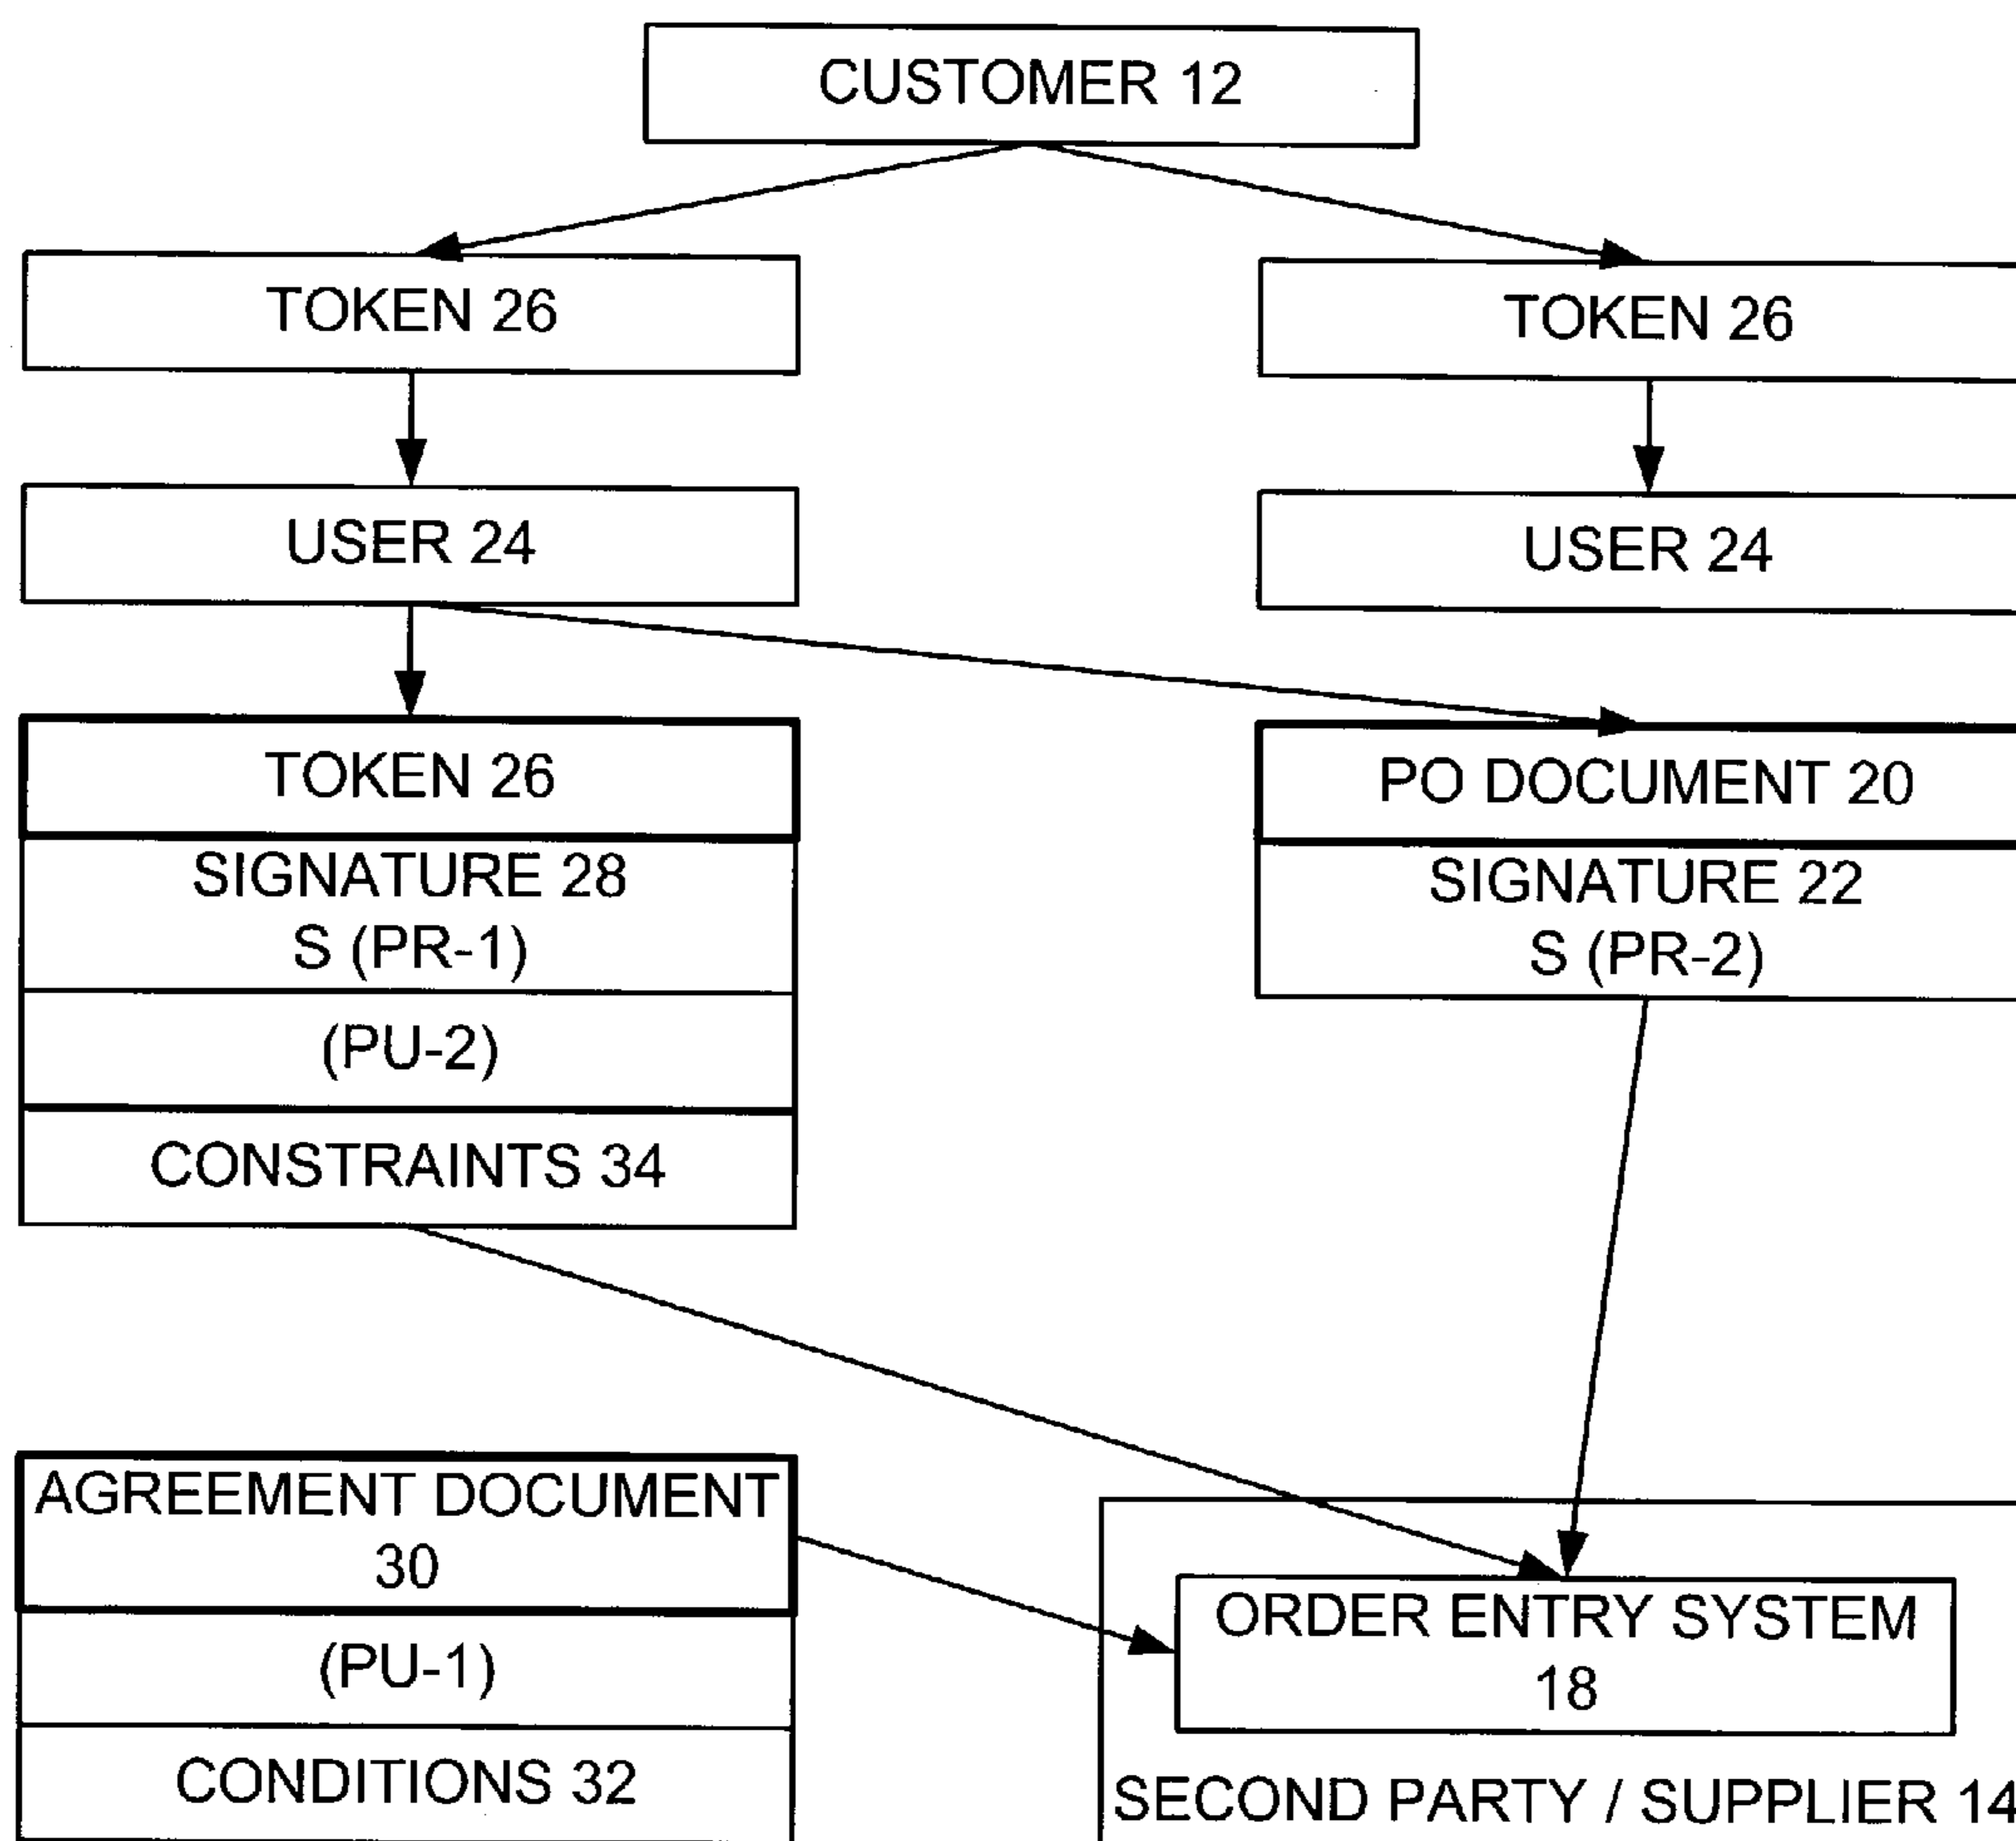 CUSTOMER 12
TOKEN 26
TOKEN 26
USER 24
USER 24
TOKEN 26
SIGNATURE 28
S (PR-1)
(PU-2)
CONSTRAINTS 34
PO DOCUMENT 20
SIGNATURE 22
S (PR-2)
AGREEMENT DOCUMENT
30
(PU-1)
CONDITIONS 32
ORDER ENTRY SYSTEM
18
SECOND PARTY / SUPPLIER 14